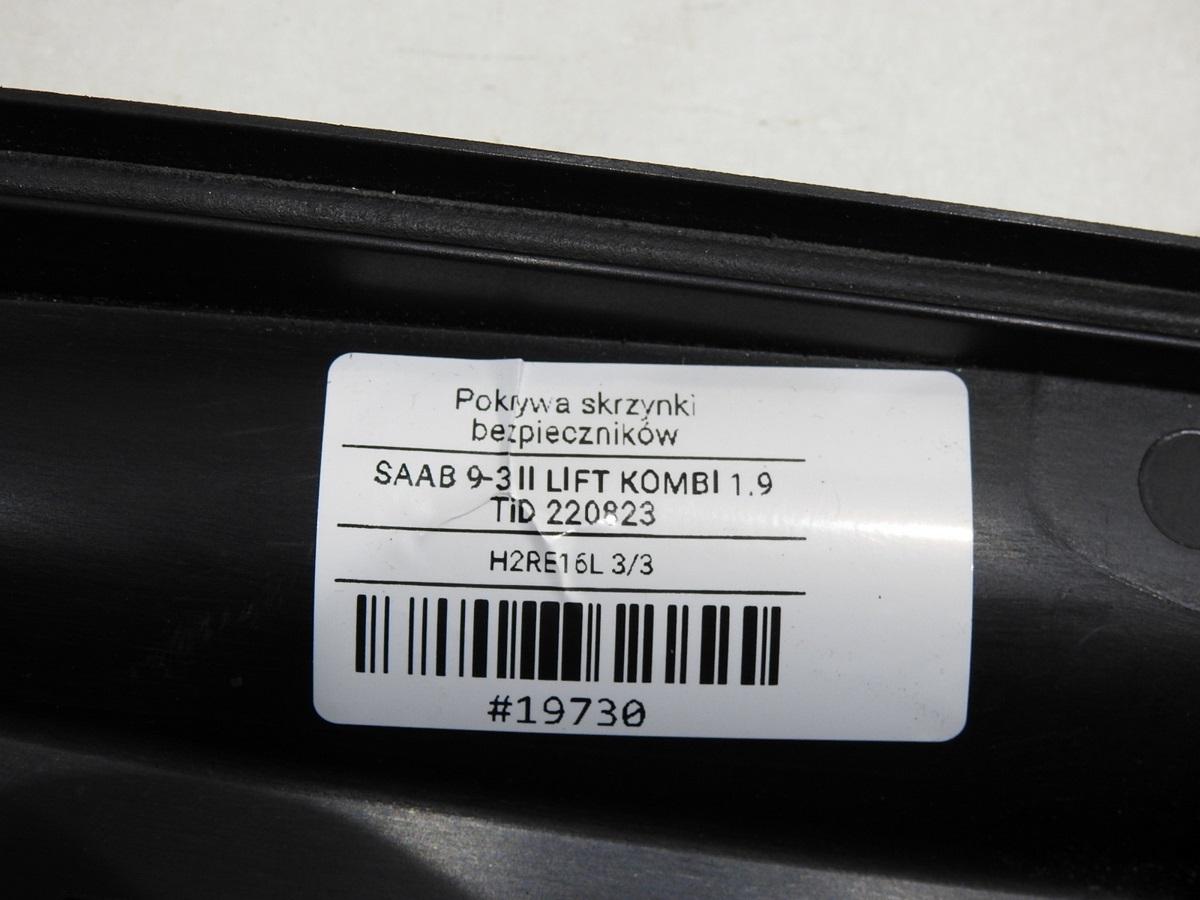 Pokrywa skrzynki
bezpieczników
SAAB 9-3 II LIFT KOMBI 1.9
TiD 220823
H2RE16L 3/3
#19730